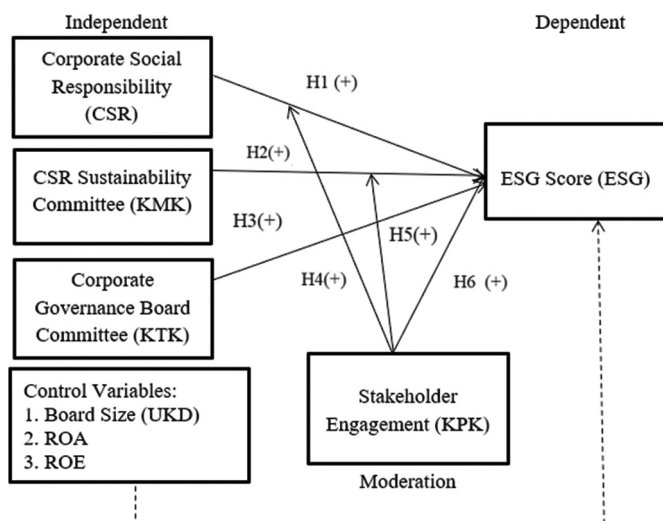 Independent
Dependent
Corporate Social
Responsibility
(CSR)
H1 (+)
CSR Sustainability
Committee (KMK)
H2(+)
ESG Score (ESG)
H3(+)
H5(+)
Corporate
Governance Board
Committee (KTK)
H4(+)
H6 (+)
Control Variables:
1. Board Size (UKD)
2. ROA
3. ROE
Stakeholder
Engagement (KPK)
Moderation